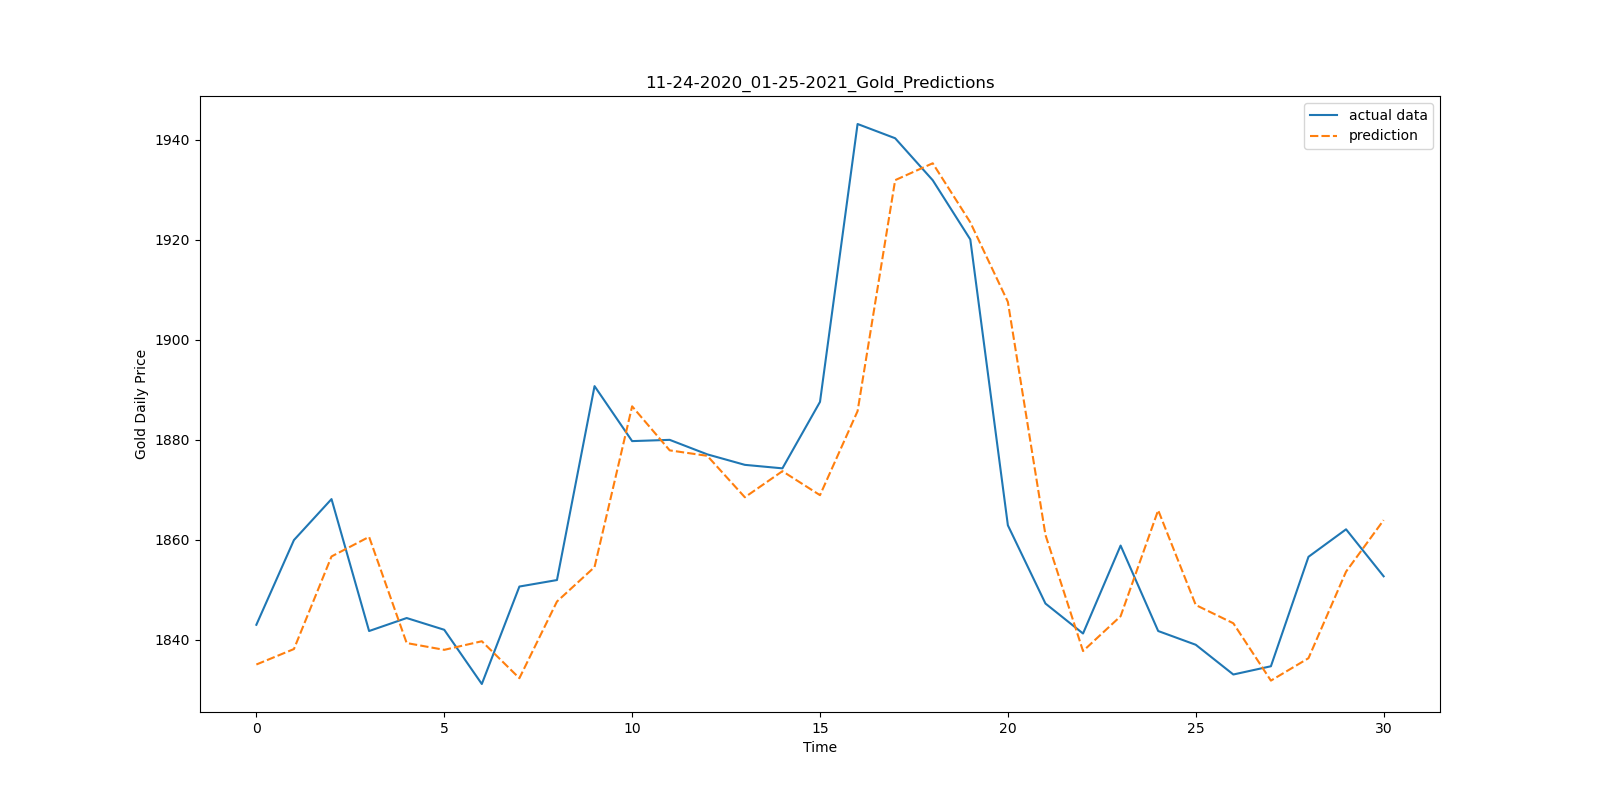 11-24-2020_01-25-2021_Gold_Predictions
actual data
prediction
1940
1920
1900
1880
1860
1840
Gold Daily Price
0 5 10 15 20 25 30
Time